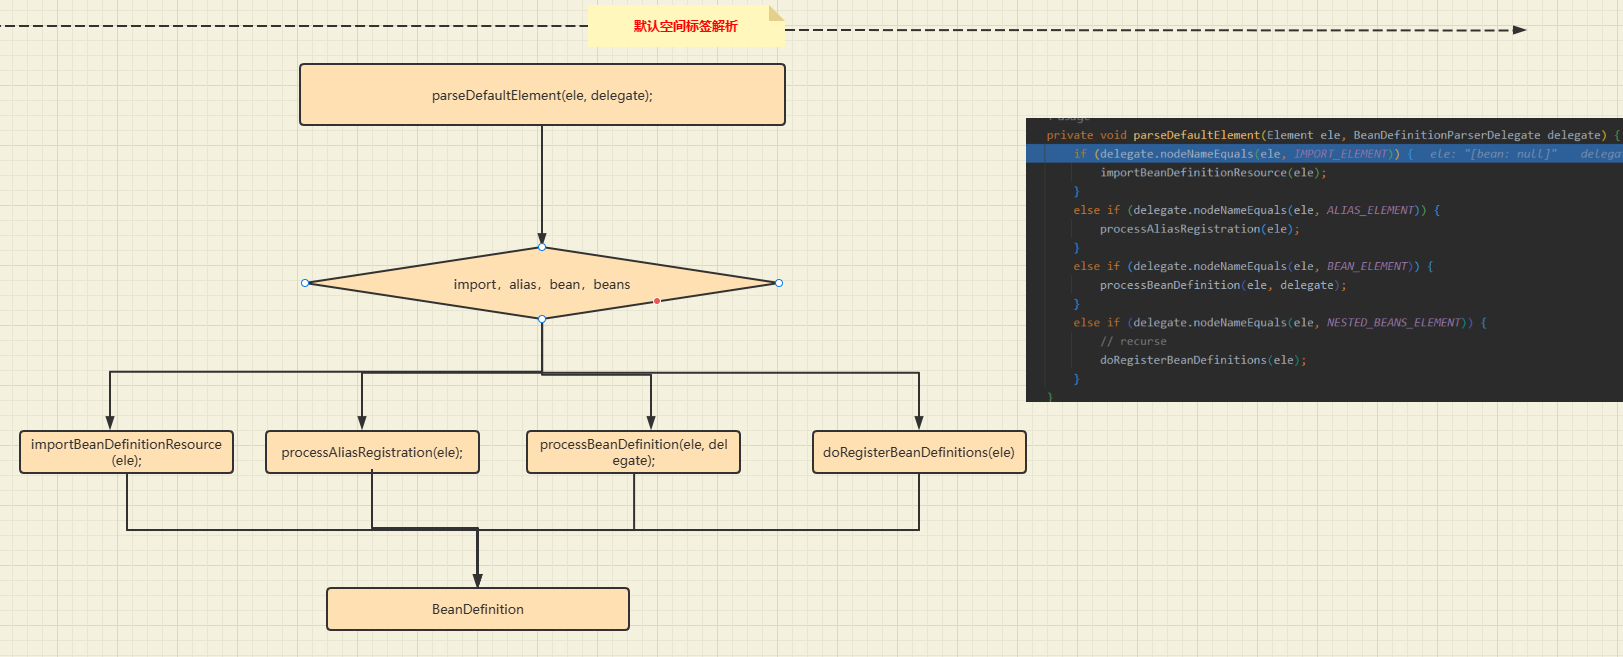 默认空间标签解析
parseDefaultElement(ele, delegate);
import，alias，bean，beans
importBeanDefinitionResource
(ele);
processAliasRegistration(ele);
processBeanDefinition(ele, del
egate);
doRegisterBeanDefinitions(ele)
BeanDefinition
usage
private void parseDefaultElement(Element ele, BeanDefinitionParserDelegate delegate) {
if (delegate.nodeNameEquals(ele, IMPORT_ELEMENT)) { ele: "[bean: null]" delega
importBeanDefinitionResource(ele);
}
else if (delegate.nodeNameEquals(ele, ALIAS_ELEMENT)) {
processAliasRegistration(ele);
}
else if (delegate.nodeNameEquals(ele, BEAN_ELEMENT)) {
processBeanDefinition(ele, delegate);
}
else if (delegate.nodeNameEquals(ele, NESTED_BEANS_ELEMENT)) {
// recurse
doRegisterBeanDefinitions(ele);
}
}